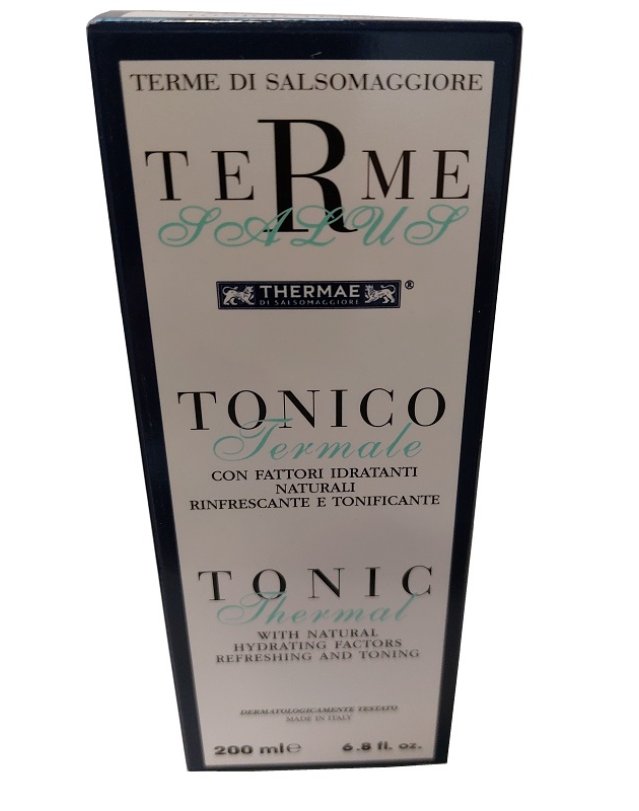 TERME DI SALSOMAGGIORE
TERME
SALUS
THERMAE ®
DI SALSOMAGGIORE
TONICO
Termale
CON FATTORI IDRATANTI
NATURALI
RINFRESCANTE E TONIFICANTE
TONIC
Thermal
WITH NATURAL
HYDRATING FACTORS
REFRESHING AND TONING
DERMATOLOGICAMENTE TESTATO
MADE IN ITALY
200 ml ℮ 6.8 fl. oz.